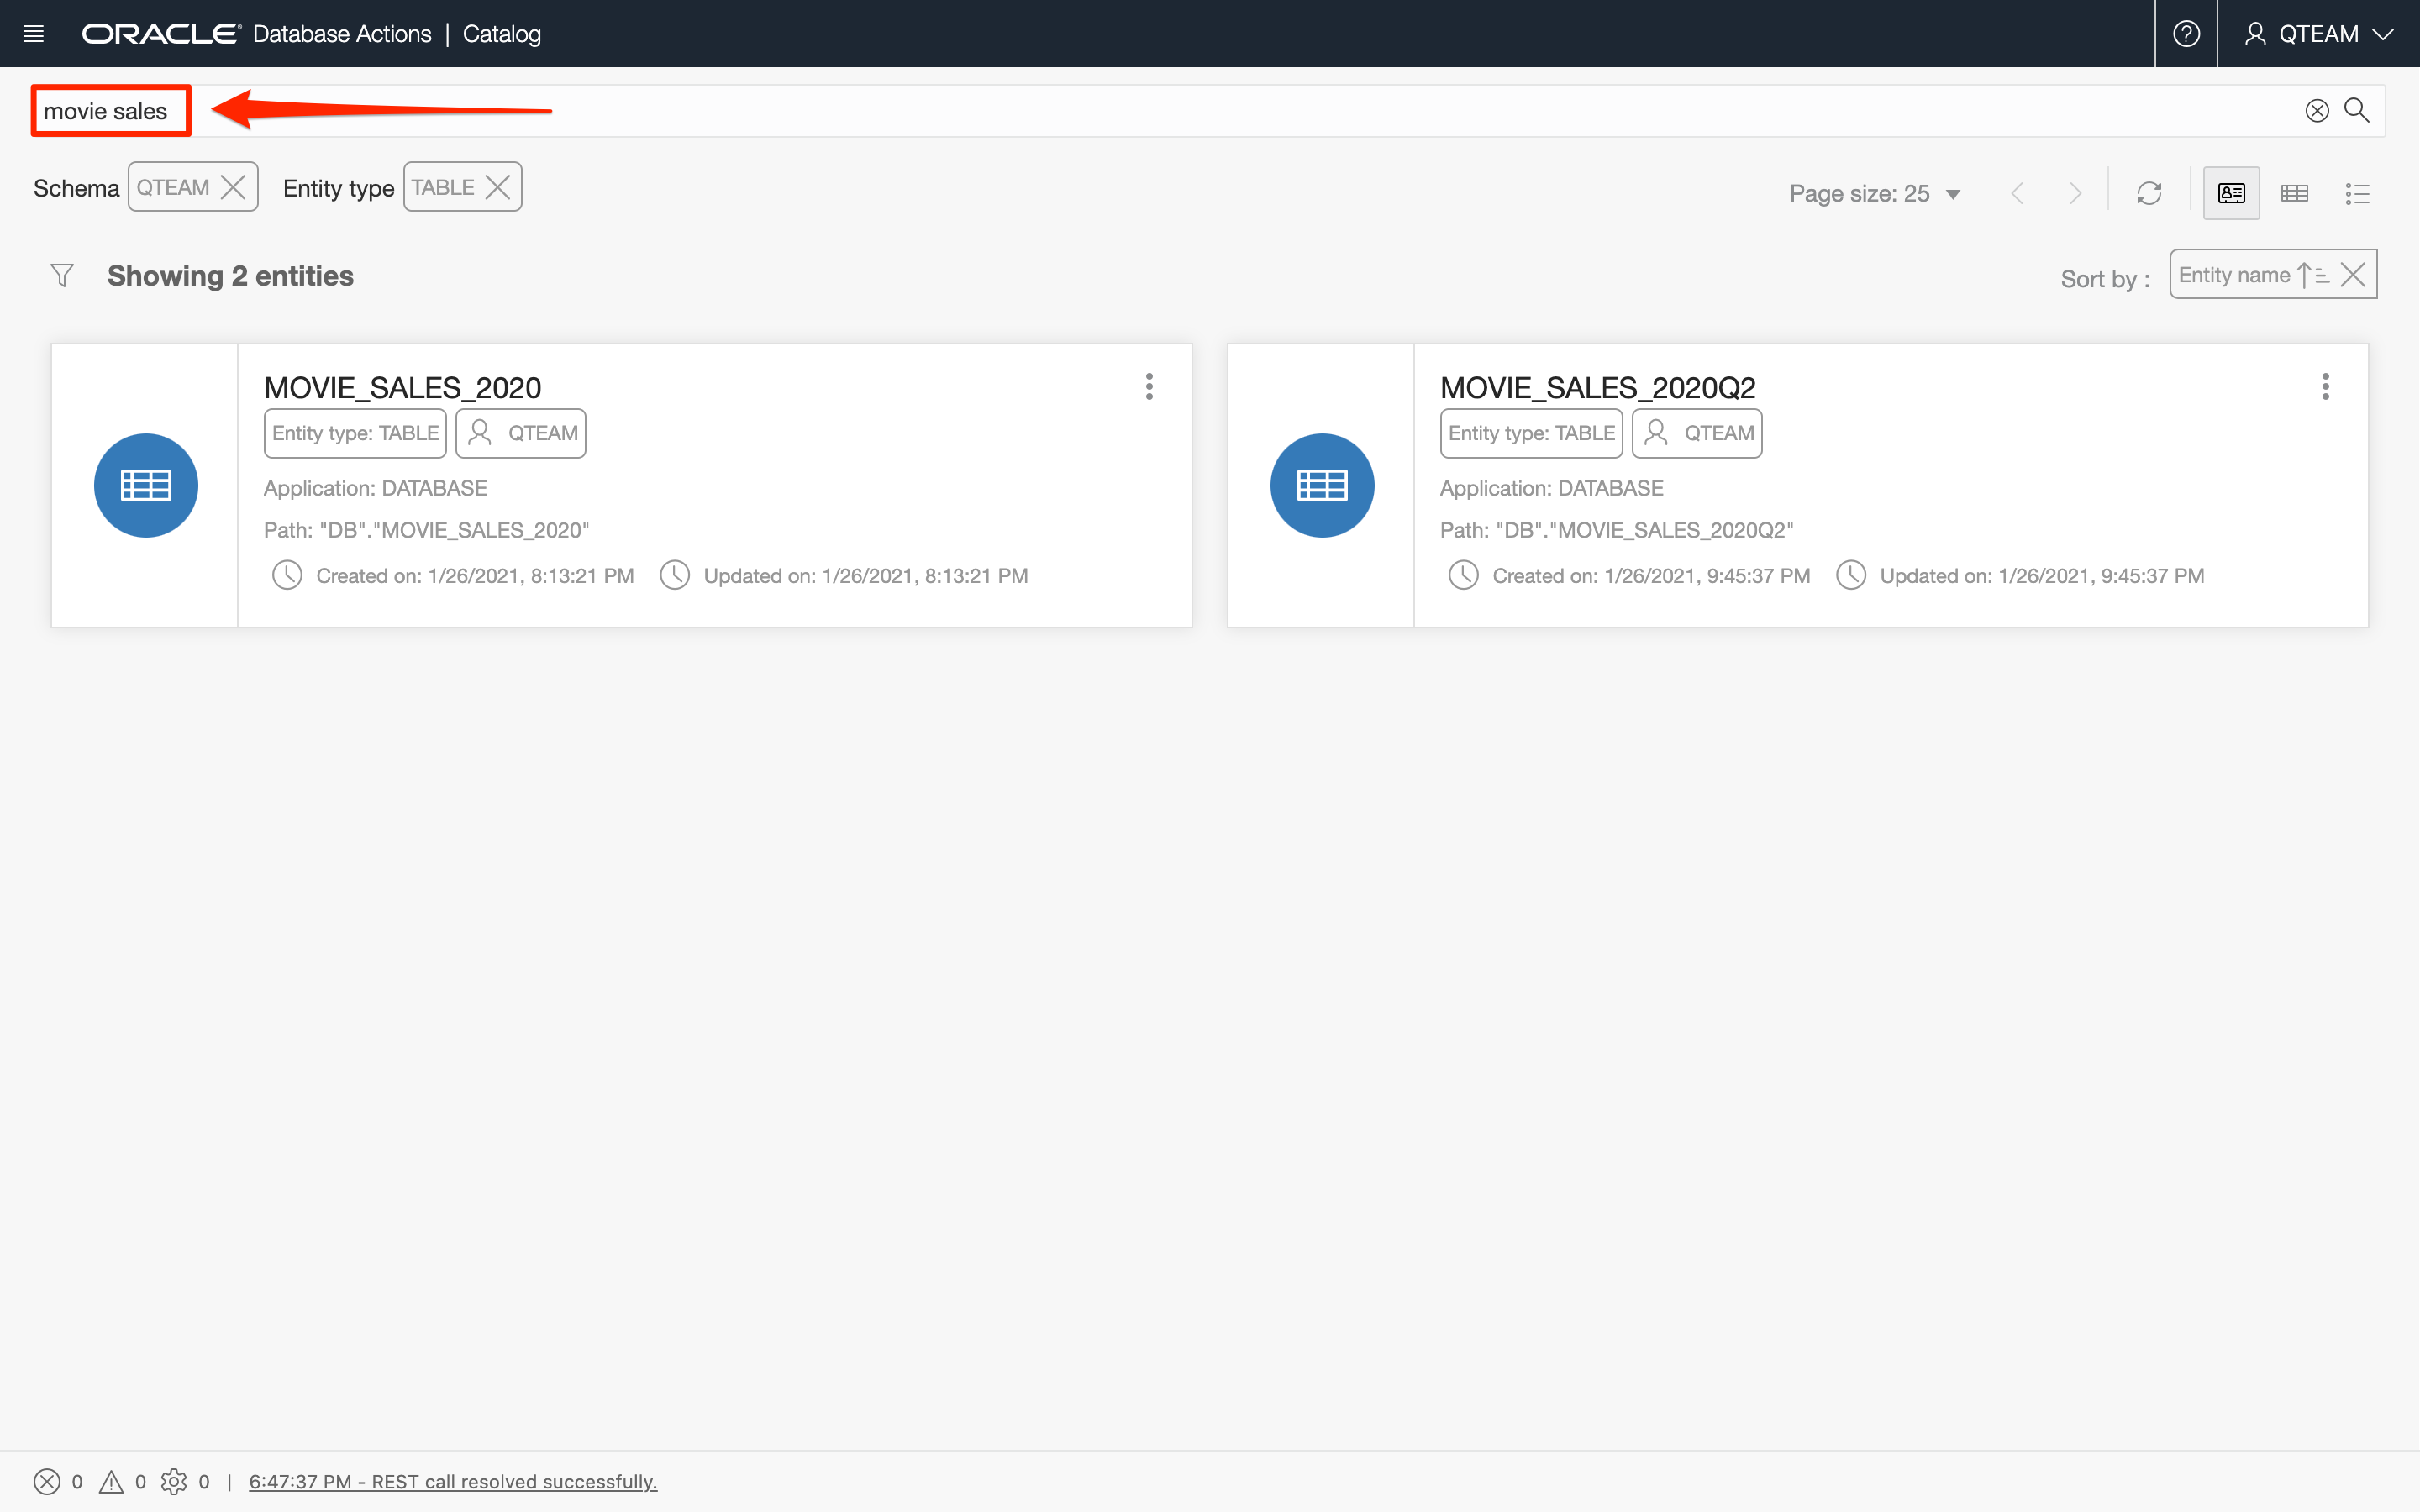 ORACLE® Database Actions | Catalog
QTEAM
movie sales
Schema QTEAM Entity type TABLE
Page size: 25
Showing 2 entities
Sort by : Entity name
MOVIE_SALES_2020
Entity type: TABLE QTEAM
Application: DATABASE
Path: "DB"."MOVIE_SALES_2020"
Created on: 1/26/2021, 8:13:21 PM Updated on: 1/26/2021, 8:13:21 PM
MOVIE_SALES_2020Q2
Entity type: TABLE QTEAM
Application: DATABASE
Path: "DB"."MOVIE_SALES_2020Q2"
Created on: 1/26/2021, 9:45:37 PM Updated on: 1/26/2021, 9:45:37 PM
0 0 0 | 6:47:37 PM - REST call resolved successfully.